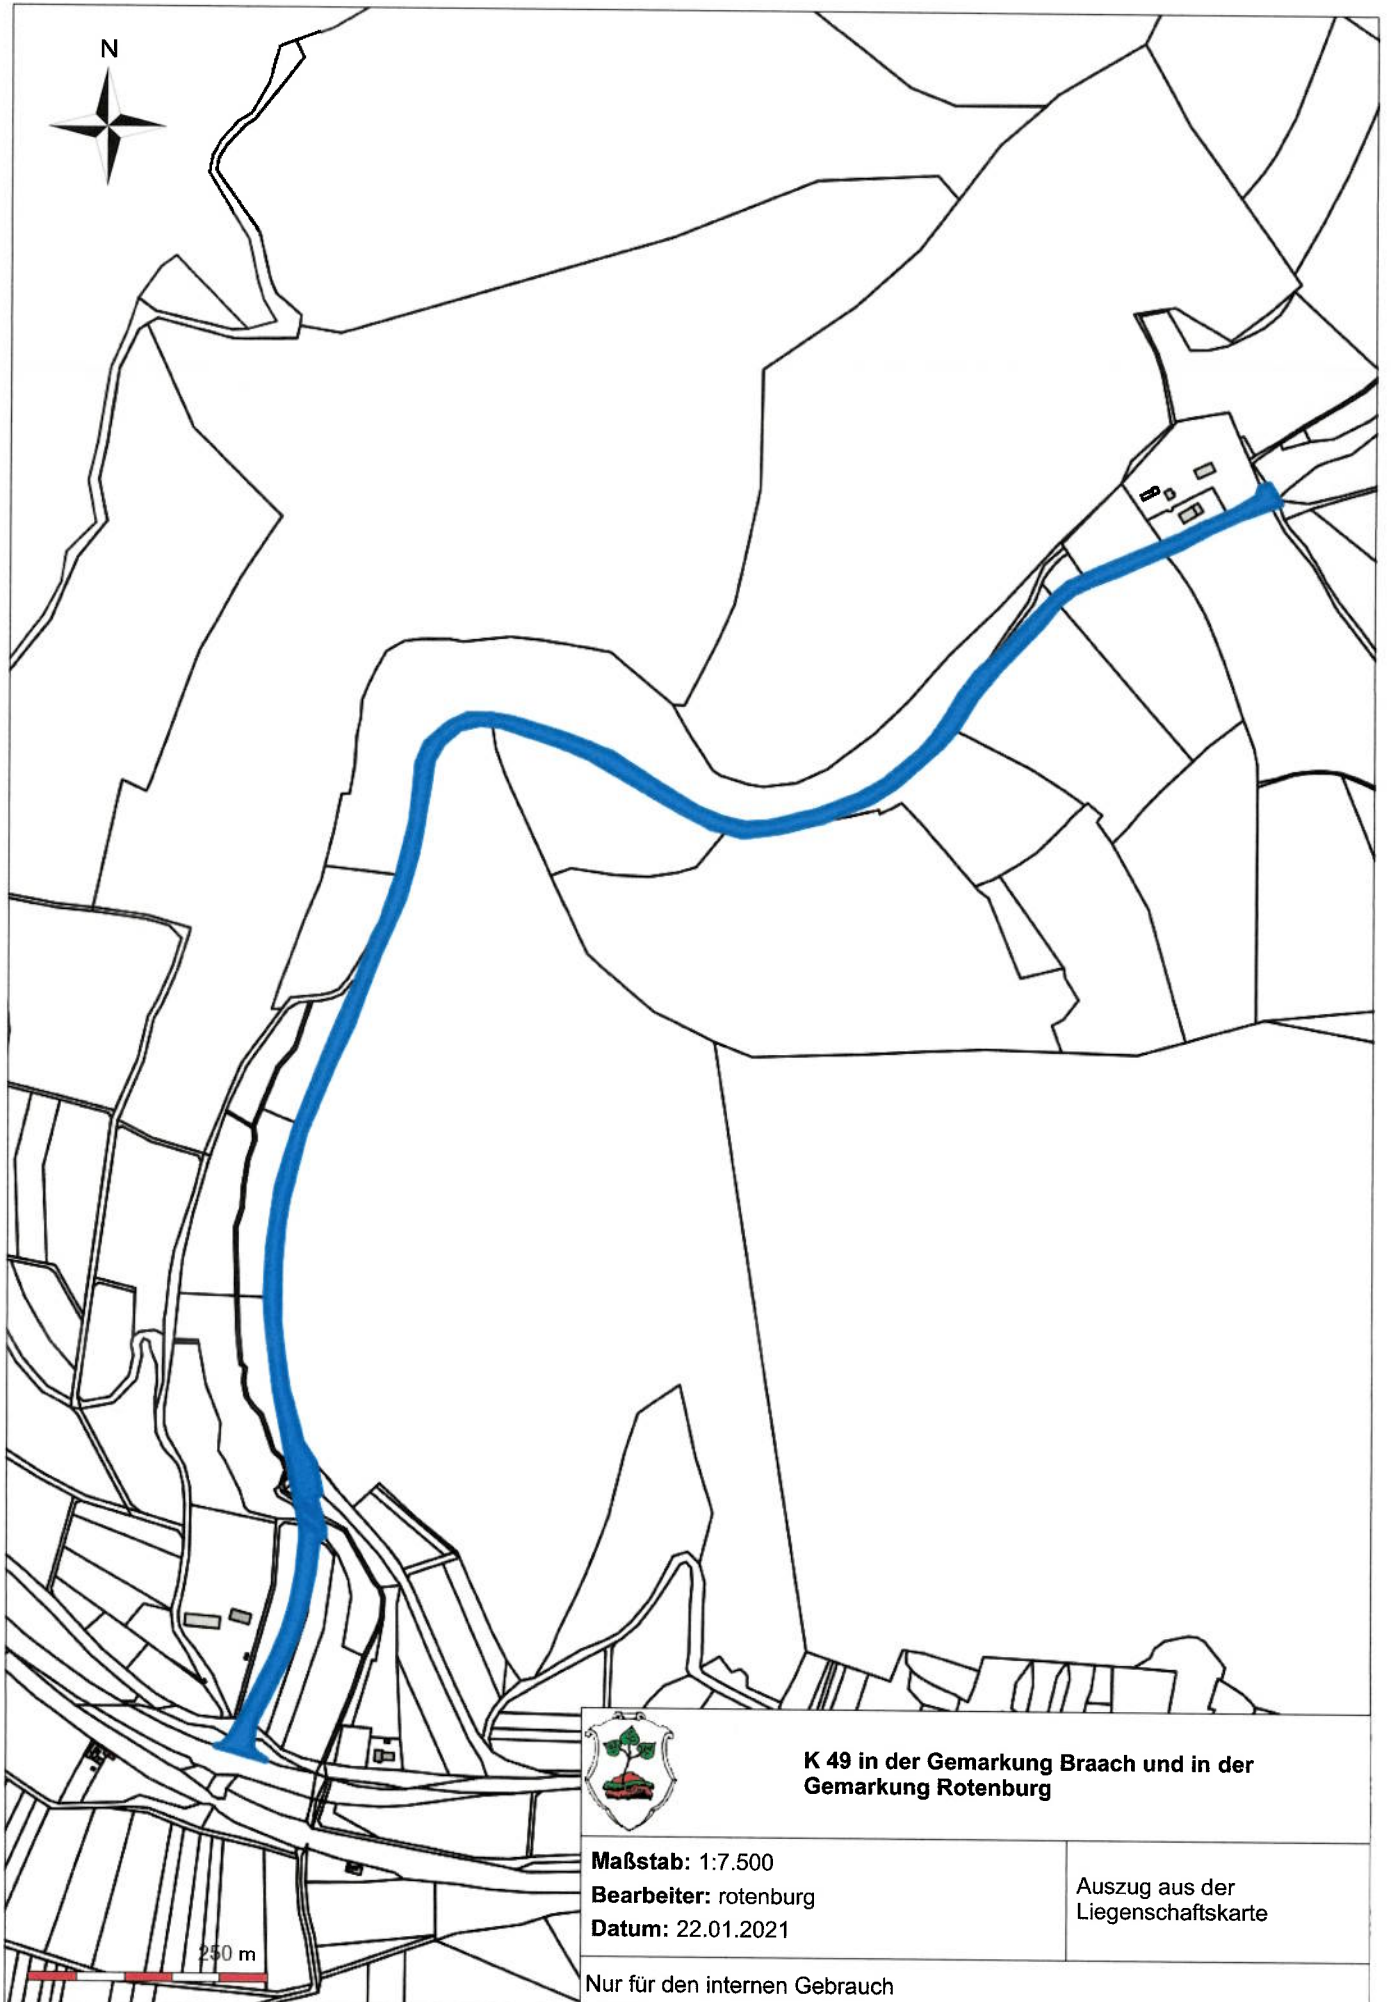 N
K 49 in der Gemarkung Braach und in der
Gemarkung Rotenburg
Maßstab: 1:7.500
Bearbeiter: rotenburg
Datum: 22.01.2021
Auszug aus der
Liegenschaftskarte
250 m
Nur für den internen Gebrauch